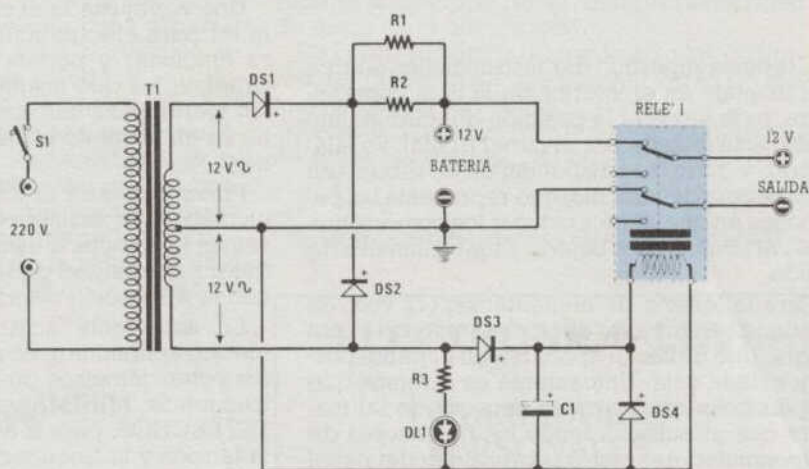 R1
R2
DS1
T1
S1
220 V.
12 V.∿
12 V.∿
12 V
BATERIA
RELE' 1
12 V
SALIDA
DS2
DS3
R3
DL1
C1
DS4